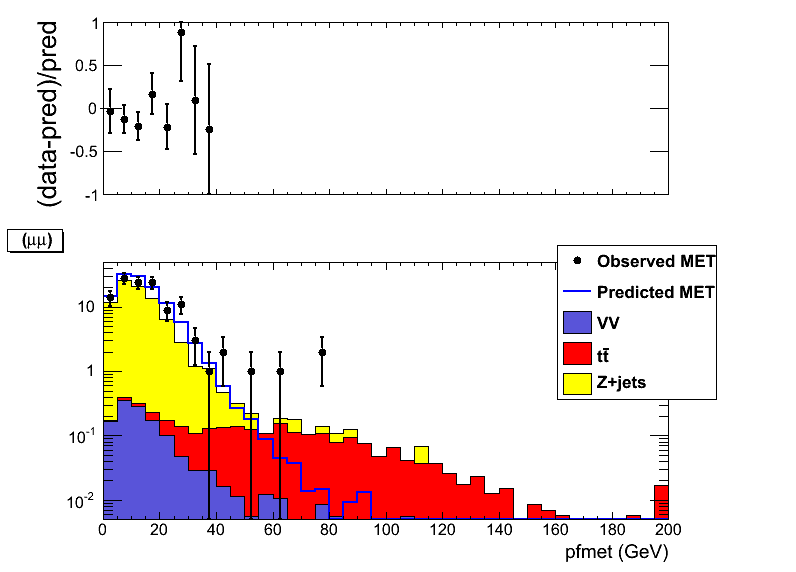 (data-pred)/pred
1
0.5
0
-0.5
-1
(μμ)
Observed MET
Predicted MET
VV
tt̄
Z+jets
10
1
10⁻¹
10⁻²
0 20 40 60 80 100 120 140 160 180 200
pfmet (GeV)